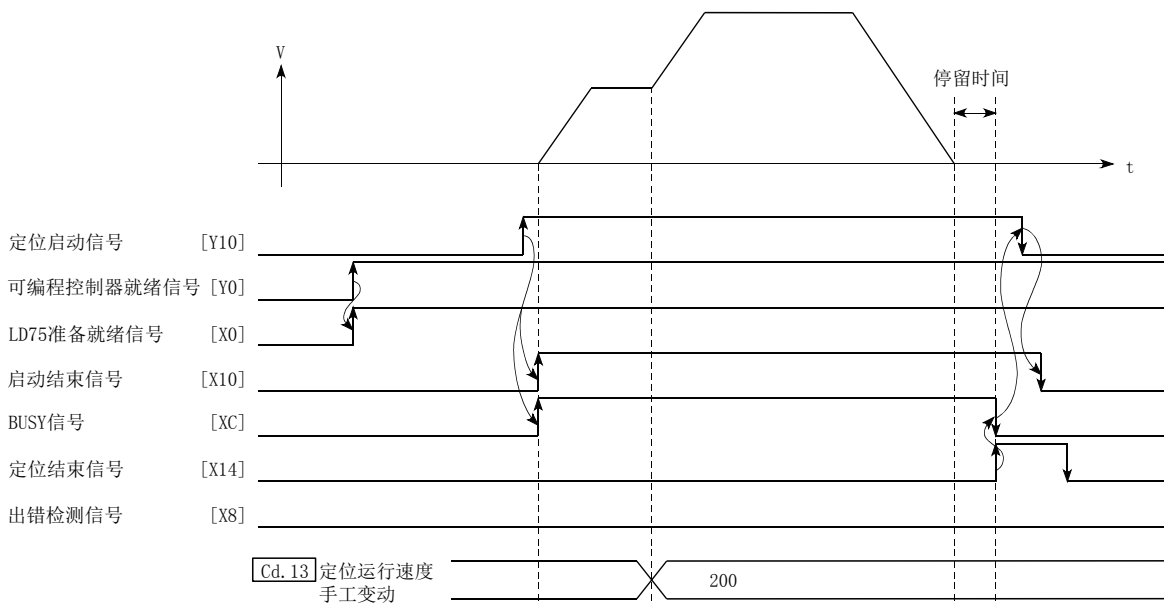 V
停留时间
t
定位启动信号 [Y10]
可编程控制器就绪信号 [Y0]
LD75准备就绪信号 [X0]
启动结束信号 [X10]
BUSY信号 [XC]
定位结束信号 [X14]
出错检测信号 [X8]
Cd.13 定位运行速度
手工变动
200